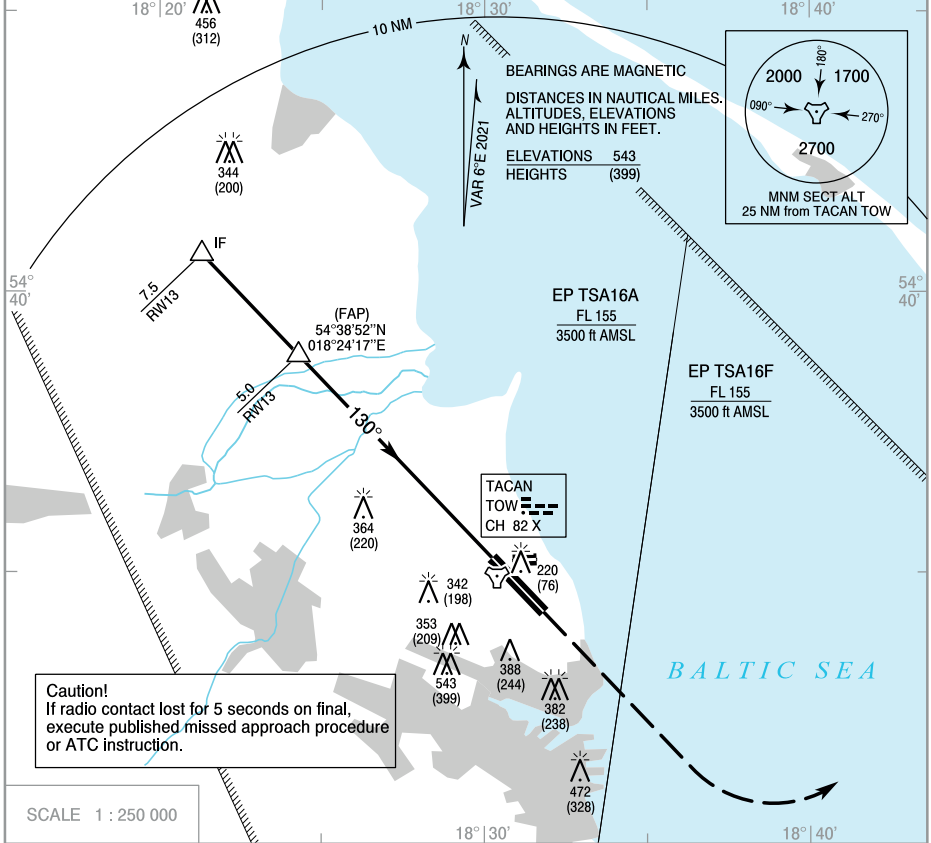 18°20'
18°30'
18°40'
456
(312)
10 NM
N
VAR 6°E 2021
BEARINGS ARE MAGNETIC
DISTANCES IN NAUTICAL MILES.
ALTITUDES, ELEVATIONS
AND HEIGHTS IN FEET.
ELEVATIONS 543
HEIGHTS (399)
180°
2000 1700
090° 270°
2700
MNM SECT ALT
25 NM from TACAN TOW
344
(200)
IF
7.5
RW13
54°
40'
54°
40'
(FAP)
54°38'52"N
018°24'17"E
5.0
RW13
130°
EP TSA16A
FL 155
3500 ft AMSL
EP TSA16F
FL 155
3500 ft AMSL
TACAN
TOW
CH 82 X
364
(220)
220
(76)
342
(198)
353
(209)
543
(399)
388
(244)
382
(238)
472
(328)
BALTIC SEA
Caution!
If radio contact lost for 5 seconds on final,
execute published missed approach procedure
or ATC instruction.
SCALE 1 : 250 000
18°30'
18°40'